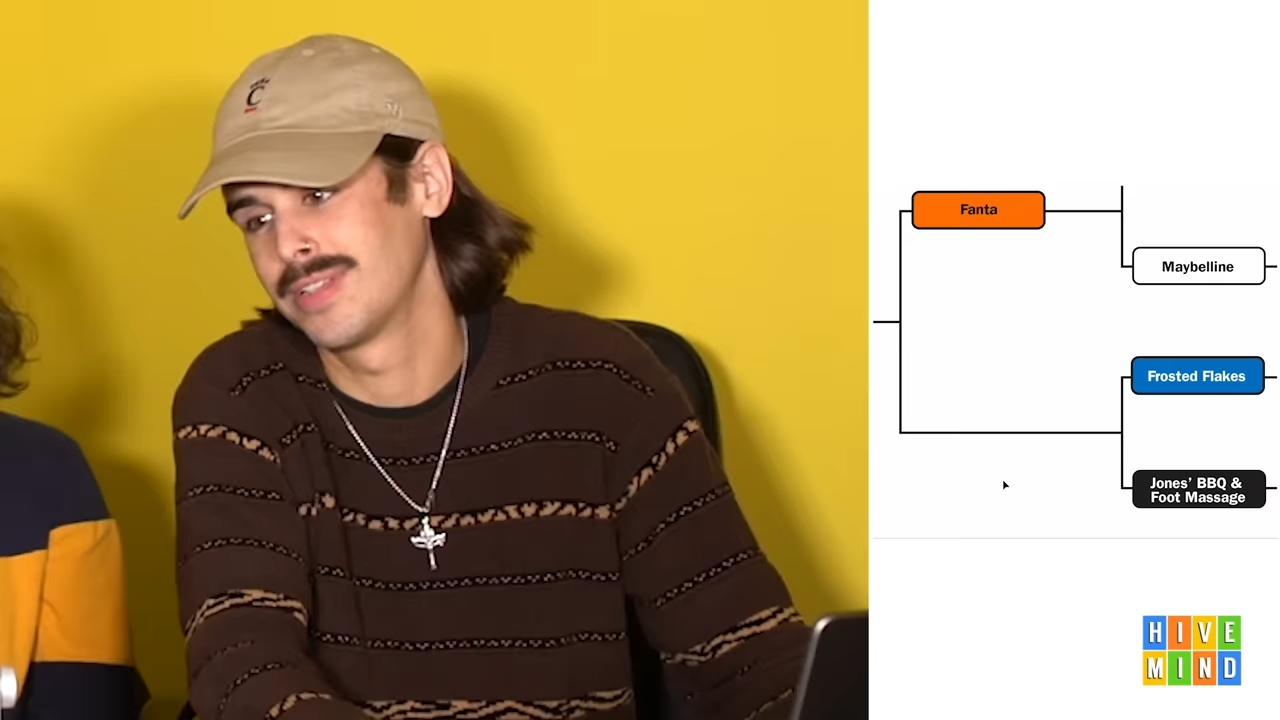 C
Fanta
Maybelline
Frosted Flakes
Jones' BBQ &
Foot Massage
HIVE
MIND